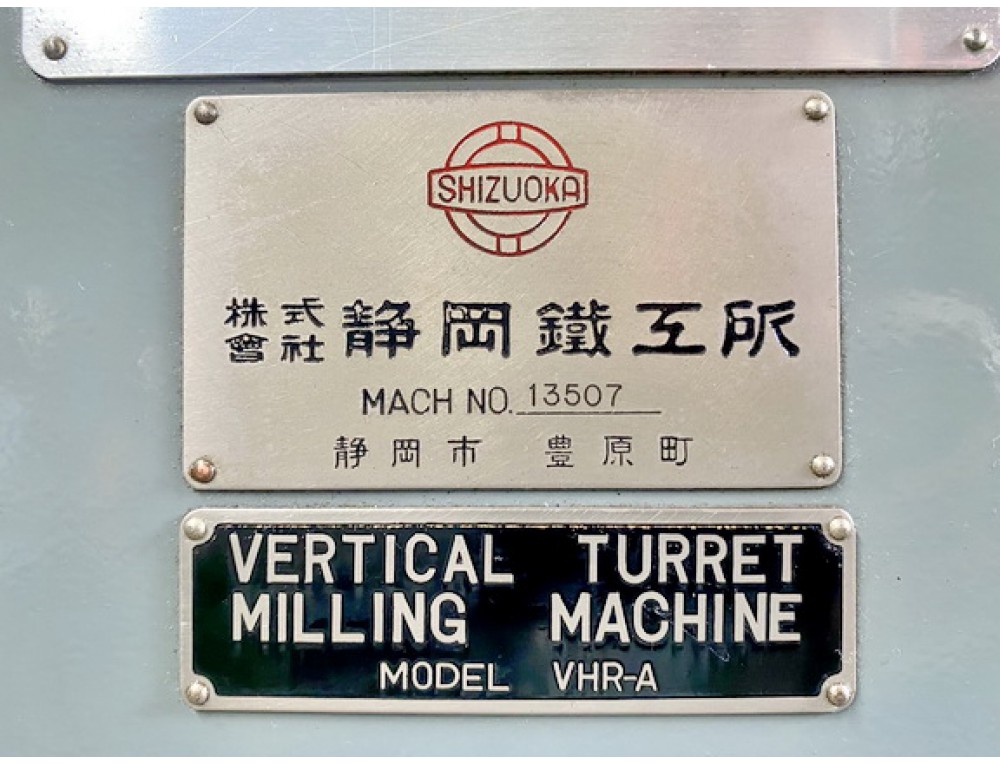 SHIZUOKA
株式會社 静岡鐵工所
MACH NO. 13507
静岡市 豊原町
VERTICAL TURRET
MILLING MACHINE
MODEL VHR-A